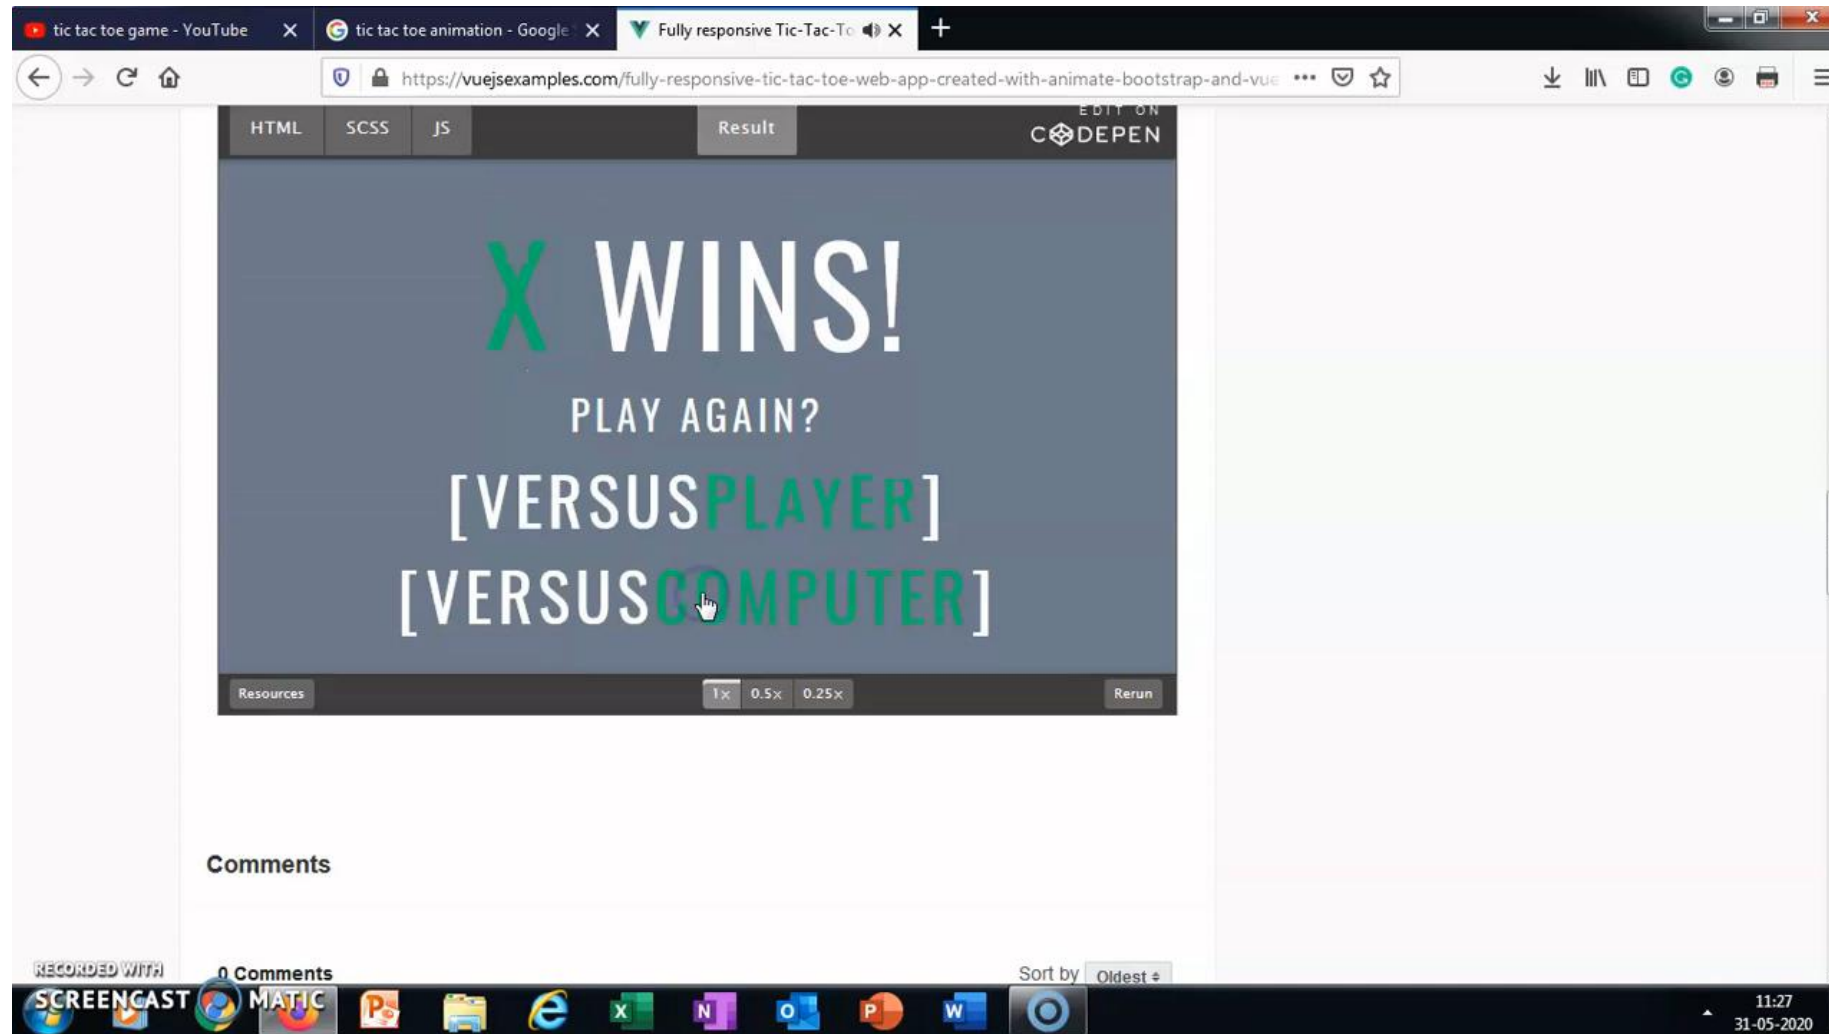 tic tac toe game - YouTube
tic tac toe animation - Google
Fully responsive Tic-Tac-To
https://vuejsexamples.com/fully-responsive-tic-tac-toe-web-app-created-with-animate-bootstrap-and-vue
HTML SCSS JS Result EDIT ON
CODEPEN
X WINS!
PLAY AGAIN?
[VERSUSPLAYER]
[VERSUSCOMPUTER]
Resources 1x 0.5x 0.25x Rerun
Comments
0 Comments Sort by Oldest
RECORDED WITH
SCREENCAST MATIC
11:27
31-05-2020